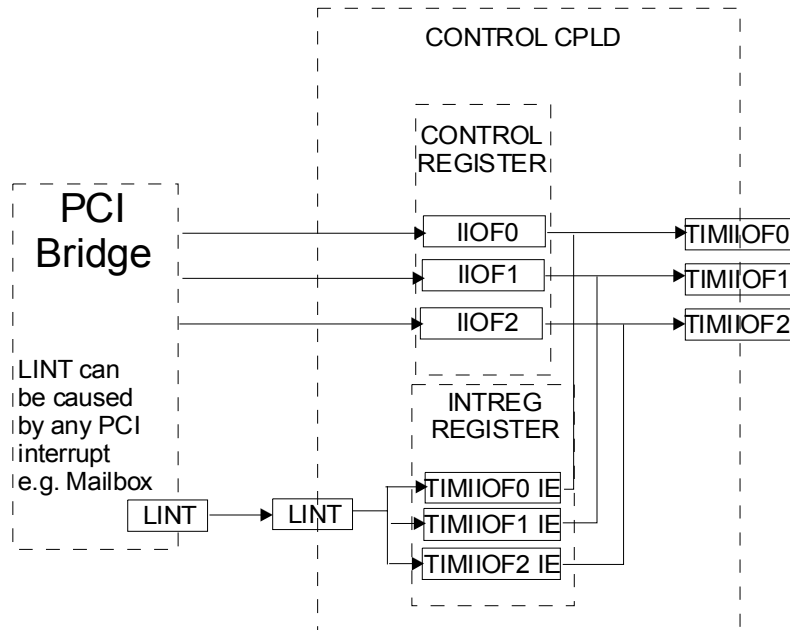 CONTROL CPLD
CONTROL
REGISTER
PCI
Bridge
IIOF0
TIMIIOF0
IIOF1
TIMIIOF1
IIOF2
TIMIIOF2
LINT can
be caused
by any PCI
interrupt
e.g. Mailbox
INTREG
REGISTER
TIMIIOF0 IE
LINT
LINT
TIMIIOF1 IE
TIMIIOF2 IE